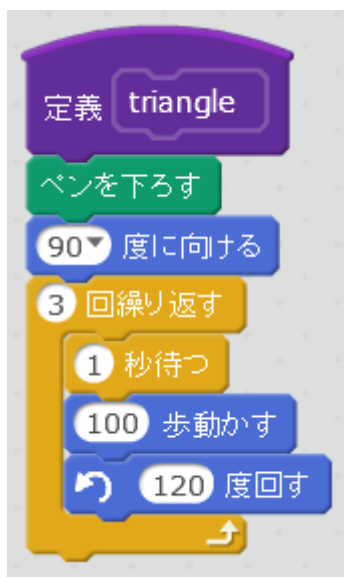 定義 triangle
ペンを下ろす
90 度に向ける
3 回繰り返す
1 秒待つ
100 歩動かす
120 度回す